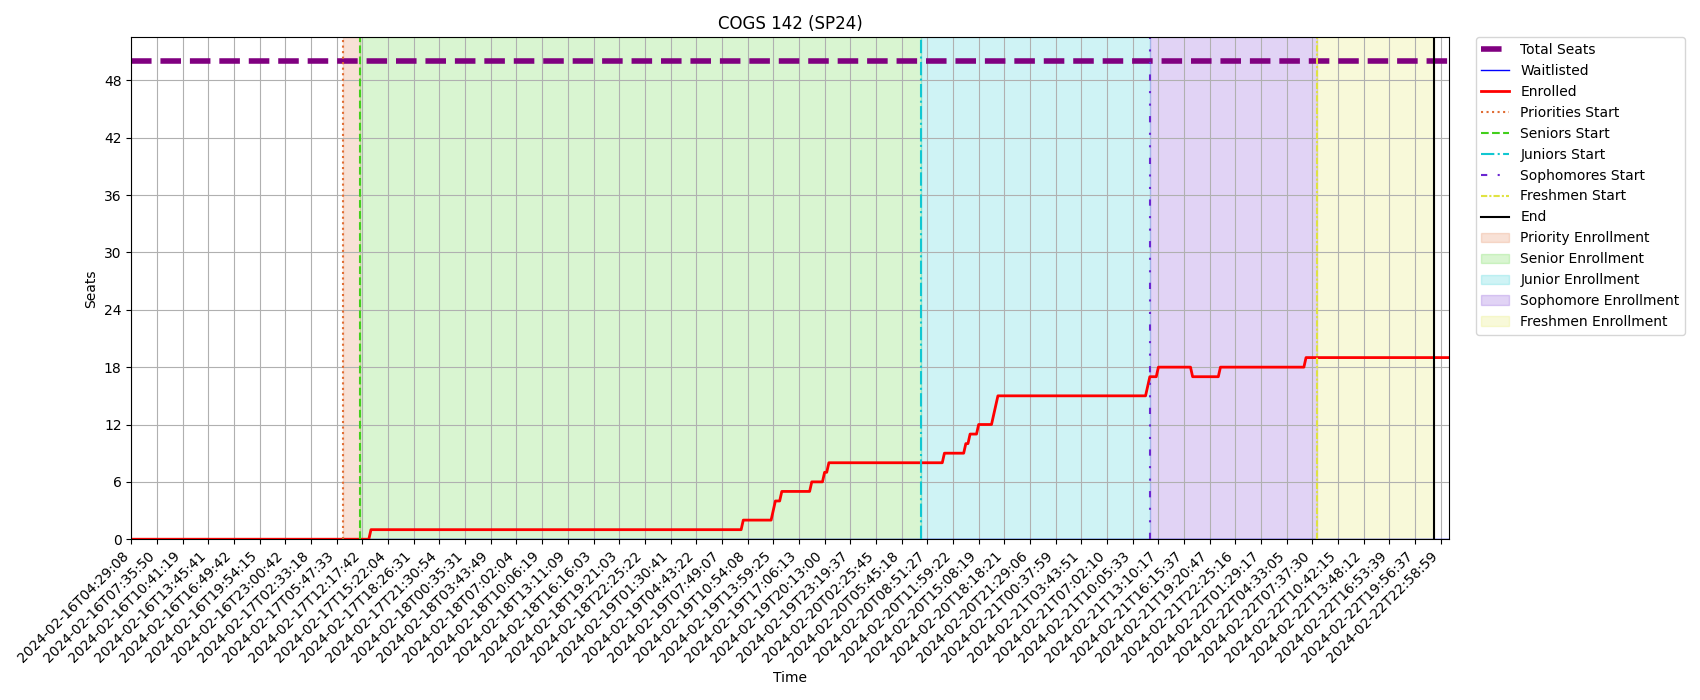 COGS 142 (SP24)
Seats
48
42
36
30
24
18
12
6
0
2024-02-16T04:29:08
2024-02-16T07:35:50
2024-02-16T10:41:19
2024-02-16T13:45:41
2024-02-16T16:49:42
2024-02-16T19:54:15
2024-02-16T23:00:42
2024-02-17T02:33:18
2024-02-17T05:47:33
2024-02-17T12:17:42
2024-02-17T15:22:04
2024-02-17T18:26:31
2024-02-17T21:30:54
2024-02-18T00:35:31
2024-02-18T03:43:49
2024-02-18T07:02:04
2024-02-18T10:06:19
2024-02-18T13:11:09
2024-02-18T16:16:03
2024-02-18T19:21:03
2024-02-18T22:25:22
2024-02-19T01:30:41
2024-02-19T04:43:22
2024-02-19T07:49:07
2024-02-19T10:54:08
2024-02-19T13:59:25
2024-02-19T17:06:13
2024-02-19T20:13:00
2024-02-19T23:19:37
2024-02-20T02:25:45
2024-02-20T05:45:18
2024-02-20T08:51:27
2024-02-20T11:59:22
2024-02-20T15:08:19
2024-02-20T18:18:21
2024-02-20T21:29:06
2024-02-21T00:37:59
2024-02-21T03:43:51
2024-02-21T07:02:10
2024-02-21T10:05:33
2024-02-21T13:10:17
2024-02-21T16:15:37
2024-02-21T19:20:47
2024-02-21T22:25:16
2024-02-22T01:29:17
2024-02-22T04:33:05
2024-02-22T07:37:30
2024-02-22T10:42:15
2024-02-22T13:48:12
2024-02-22T16:53:39
2024-02-22T19:56:37
2024-02-22T22:58:59
Time
Total Seats
Waitlisted
Enrolled
Priorities Start
Seniors Start
Juniors Start
Sophomores Start
Freshmen Start
End
Priority Enrollment
Senior Enrollment
Junior Enrollment
Sophomore Enrollment
Freshmen Enrollment